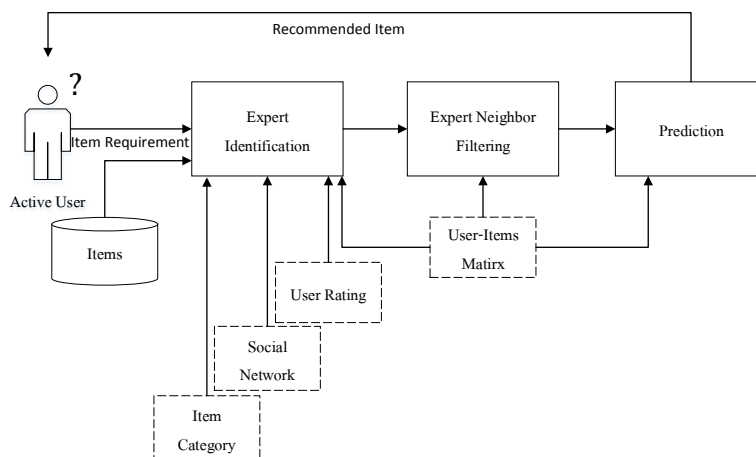 Recommended Item
?
Expert
Identification
Expert Neighbor
Filtering
Prediction
Item Requirement
Active User
Items
User-Items
Matirx
User Rating
Social
Network
Item
Category